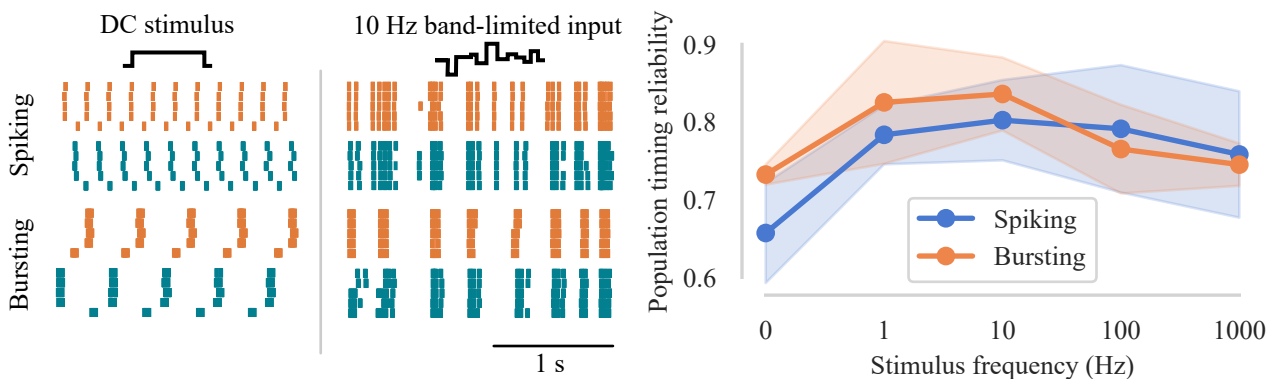 DC stimulus
10 Hz band-limited input
Spiking
Bursting
1 s
Population timing reliability
0.9
0.8
0.7
0.6
Spiking
Bursting
0
1
10
100
1000
Stimulus frequency (Hz)